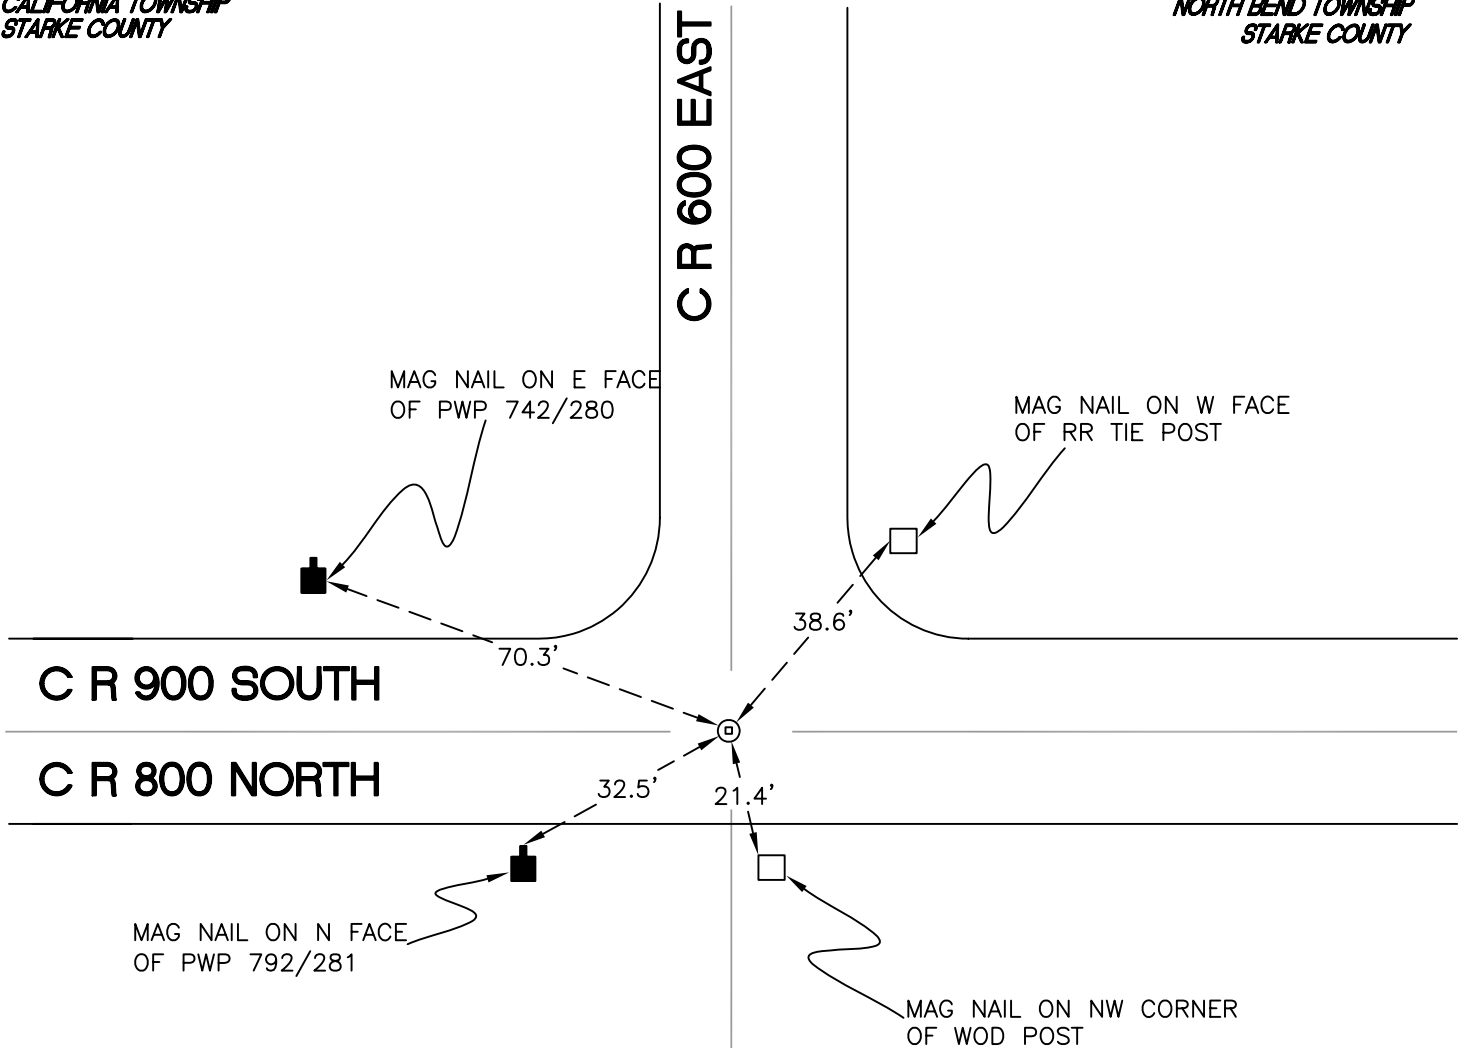 CALIFORNIA TOWNSHIP
STARKE COUNTY
NORTH BEND TOWNSHIP
STARKE COUNTY
C R 600 EAST
MAG NAIL ON E FACE
OF PWP 742/280
MAG NAIL ON W FACE
OF RR TIE POST
38.6'
70.3'
C R 900 SOUTH
C R 800 NORTH
32.5'
21.4'
MAG NAIL ON N FACE
OF PWP 792/281
MAG NAIL ON NW CORNER
OF WOD POST